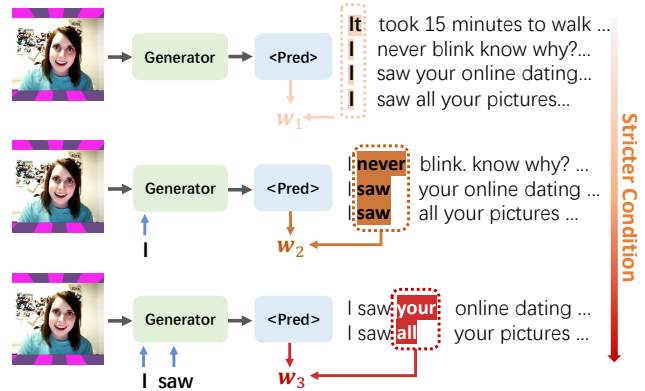 It took 15 minutes to walk ...
Generator <Pred> I never blink know why?...
I saw your online dating...
I saw all your pictures...
w1
Stricter Condition
I never blink. know why? ...
Generator <Pred> I saw your online dating ...
I saw all your pictures ...
I w2
Generator <Pred> I saw your online dating ...
I saw all your pictures ...
I saw w3